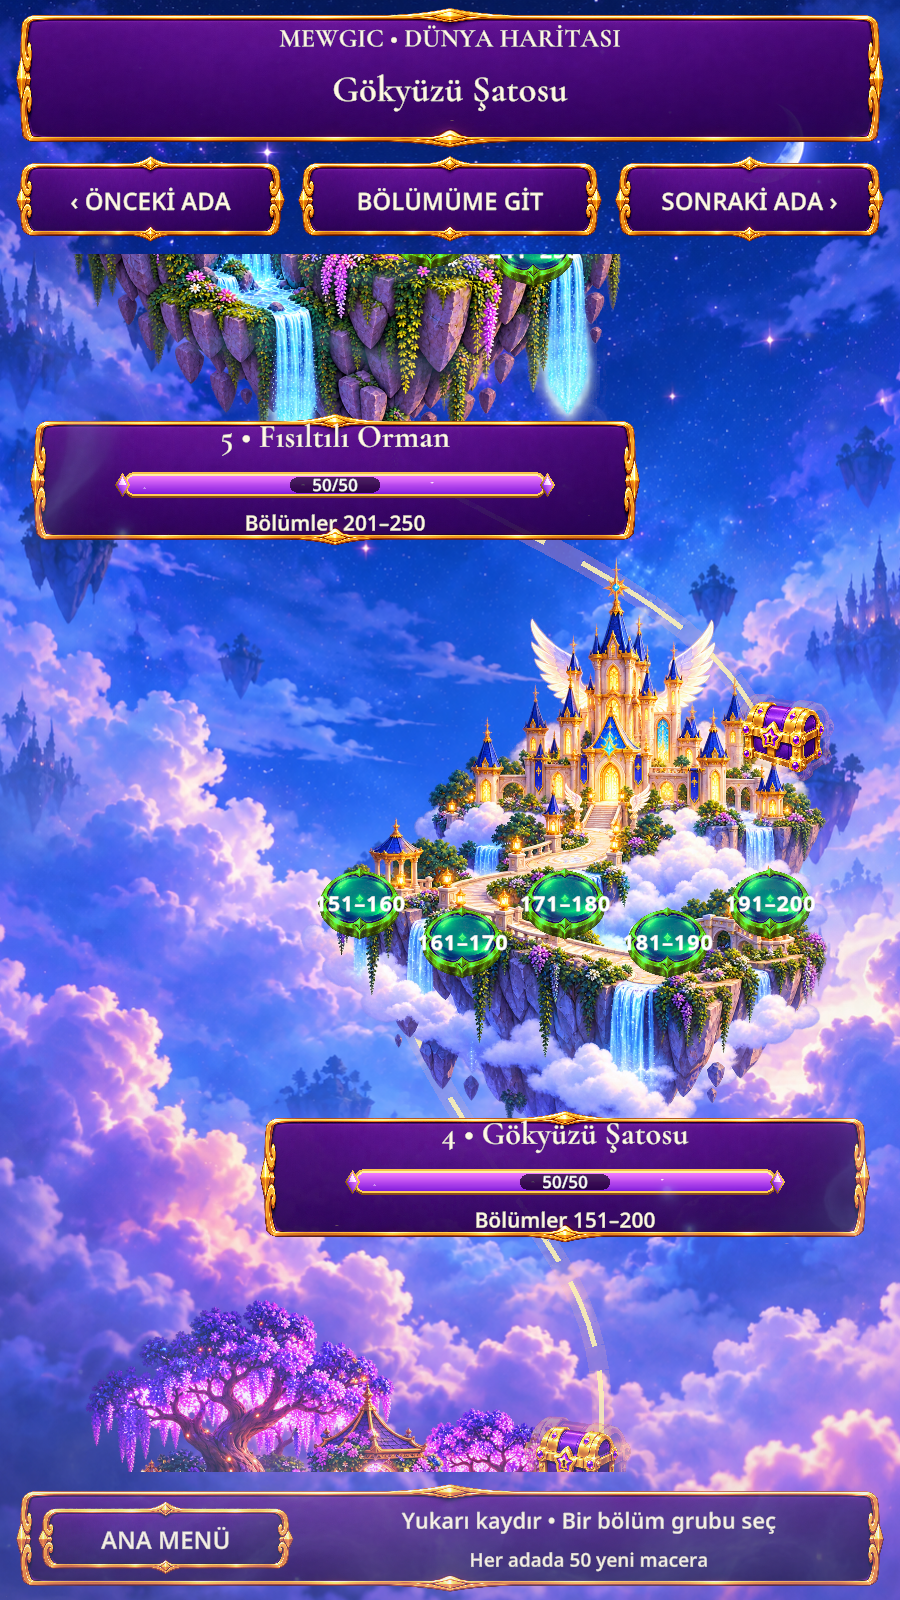 MEWGIC • DÜNYA HARİTASI
Gökyüzü Şatosu
‹ ÖNCEKİ ADA
BÖLÜMÜME GİT
SONRAKİ ADA ›
5 • Fısıltılı Orman
50/50
Bölümler 201–250
151–160
171–180
191–200
161–170
181–190
4 • Gökyüzü Şatosu
50/50
Bölümler 151–200
ANA MENÜ
Yukarı kaydır • Bir bölüm grubu seç
Her adada 50 yeni macera